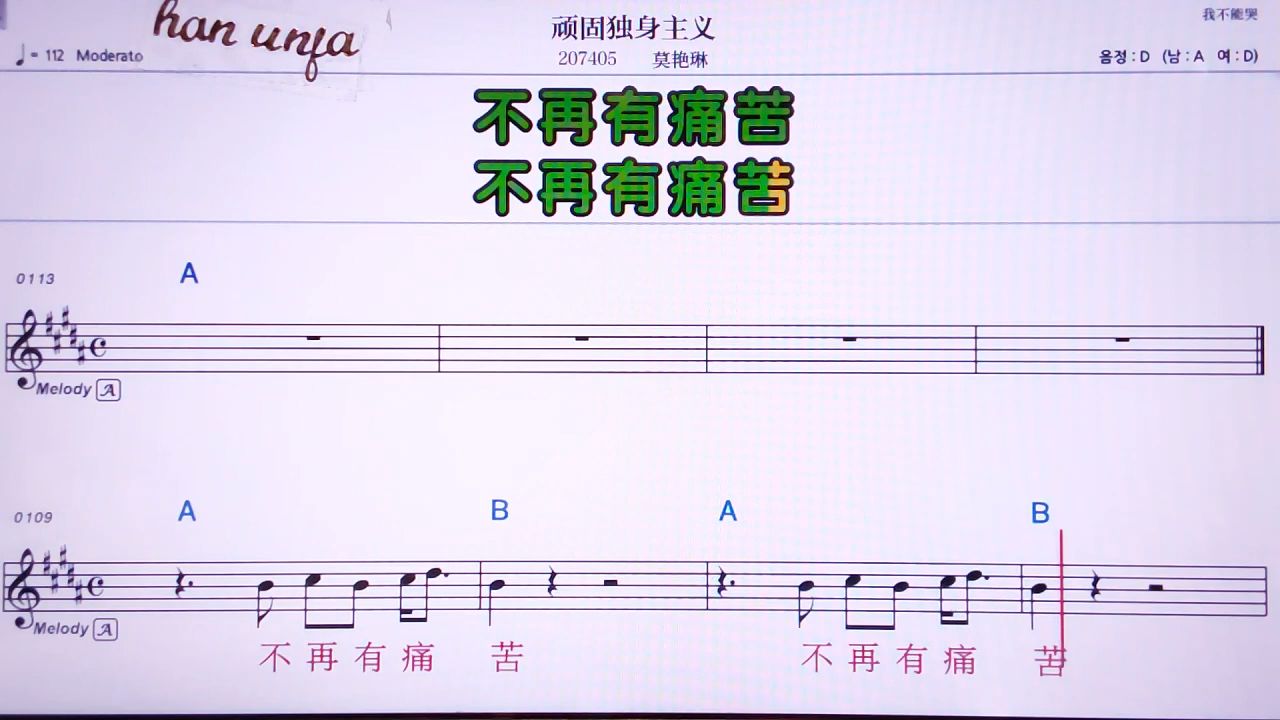 han unfa
顽固独身主义
我不能哭
♩= 112 Moderato
207405 莫艳琳
음정 : D (남 : A 여 : D)
不再有痛苦
不再有痛苦
0113
A
Melody A
0109
A B A B
Melody A
不 再 有 痛 苦 不 再 有 痛 苦